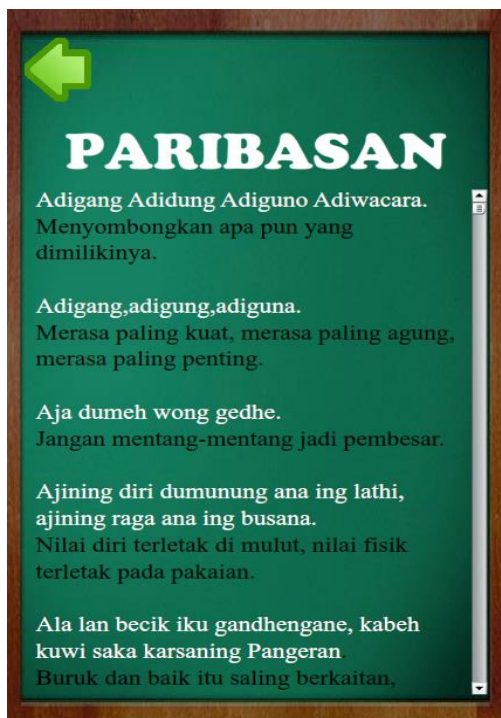 PARIBASAN
Adigang Adidung Adiguno Adiwacara.
Menyombongkan apa pun yang
dimilikinya.
Adigang,adigung,adiguna.
Merasa paling kuat, merasa paling agung,
merasa paling penting.
Aja dumeh wong gedhe.
Jangan mentang-mentang jadi pembesar.
Ajining diri dumunung ana ing lathi,
ajining raga ana ing busana.
Nilai diri terletak di mulut, nilai fisik
terletak pada pakaian.
Ala lan becik iku gandhengane, kabeh
kuwi saka karsaning Pangeran.
Buruk dan baik itu saling berkaitan,